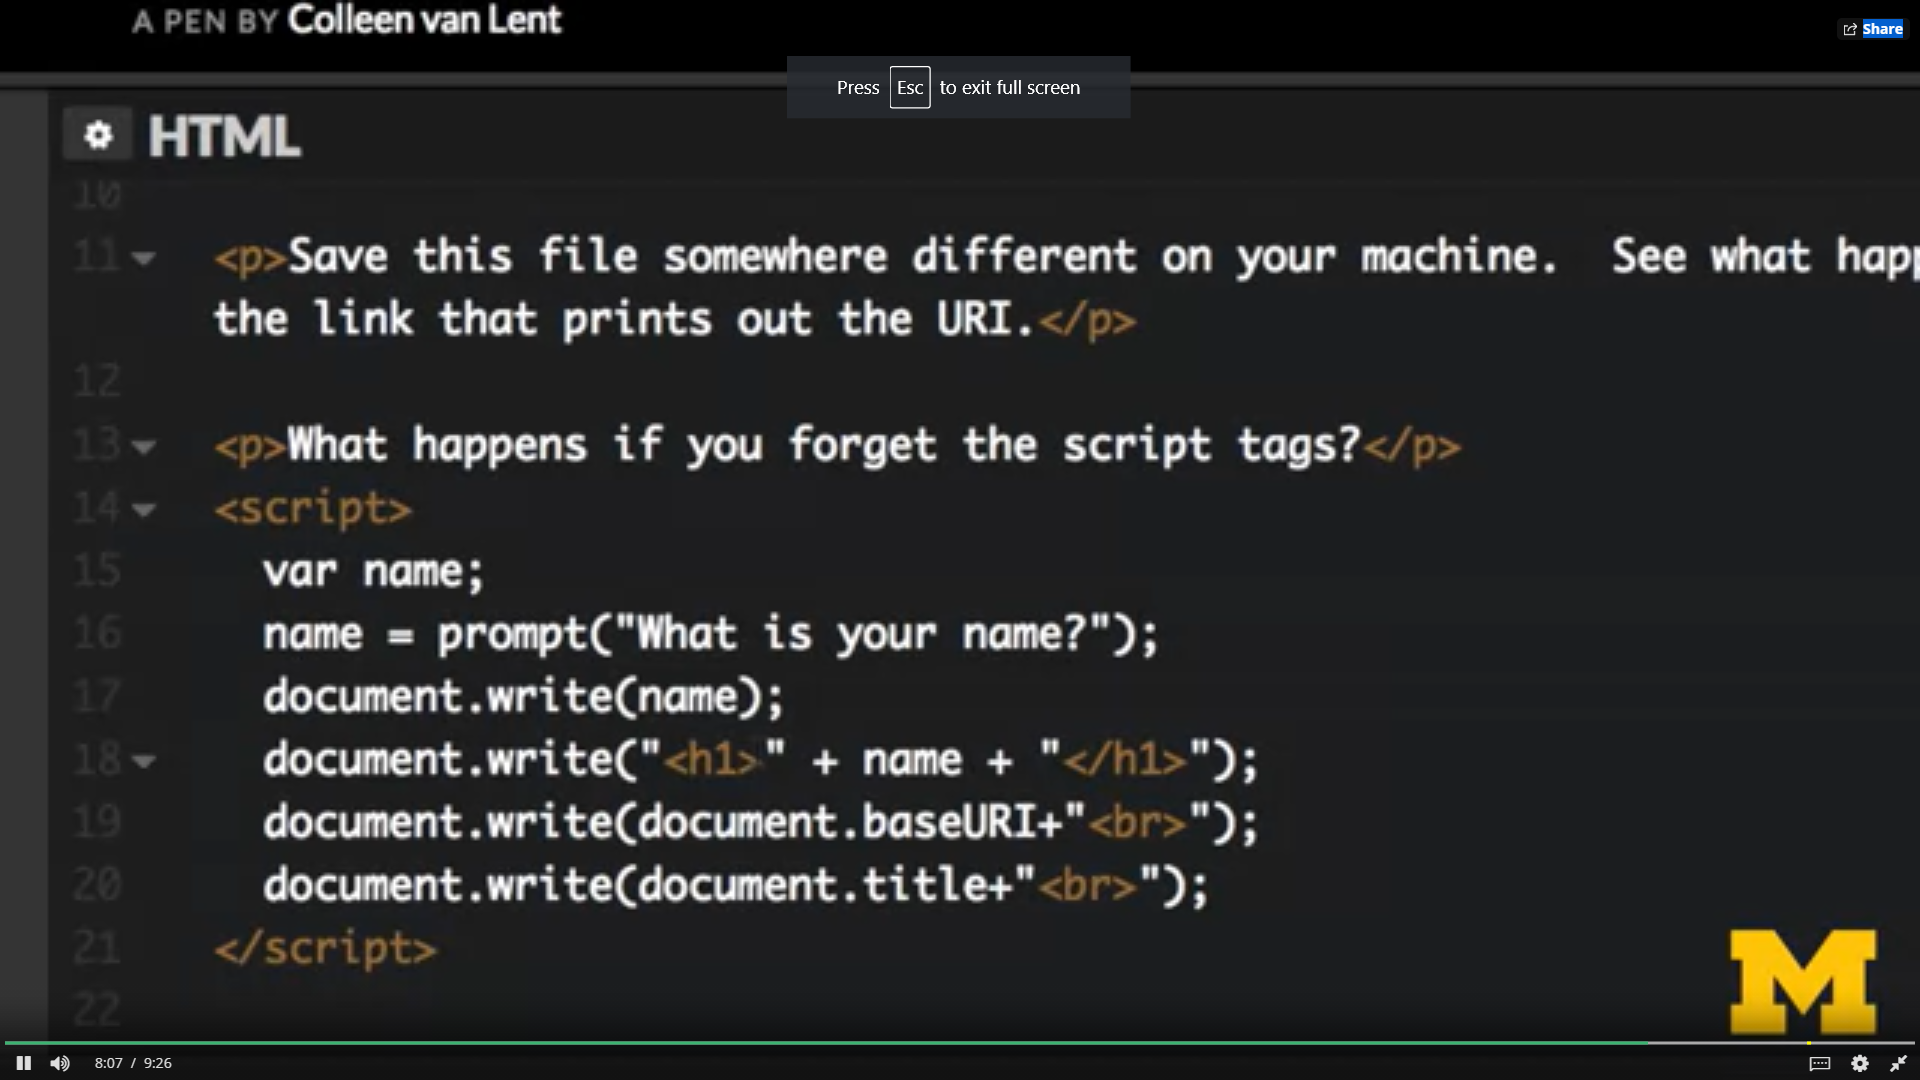 A PEN BY Colleen van Lent
Share
Press Esc to exit full screen
HTML
10
11 <p>Save this file somewhere different on your machine.  See what
the link that prints out the URI.</p>
12
13 <p>What happens if you forget the script tags?</p>
14 <script>
15 var name;
16 name = prompt("What is your name?");
17 document.write(name);
18 document.write("<h1>" + name + "</h1>");
19 document.write(document.baseURI+"<br>");
20 document.write(document.title+"<br>");
21 </script>
22
M
8:07 / 9:26